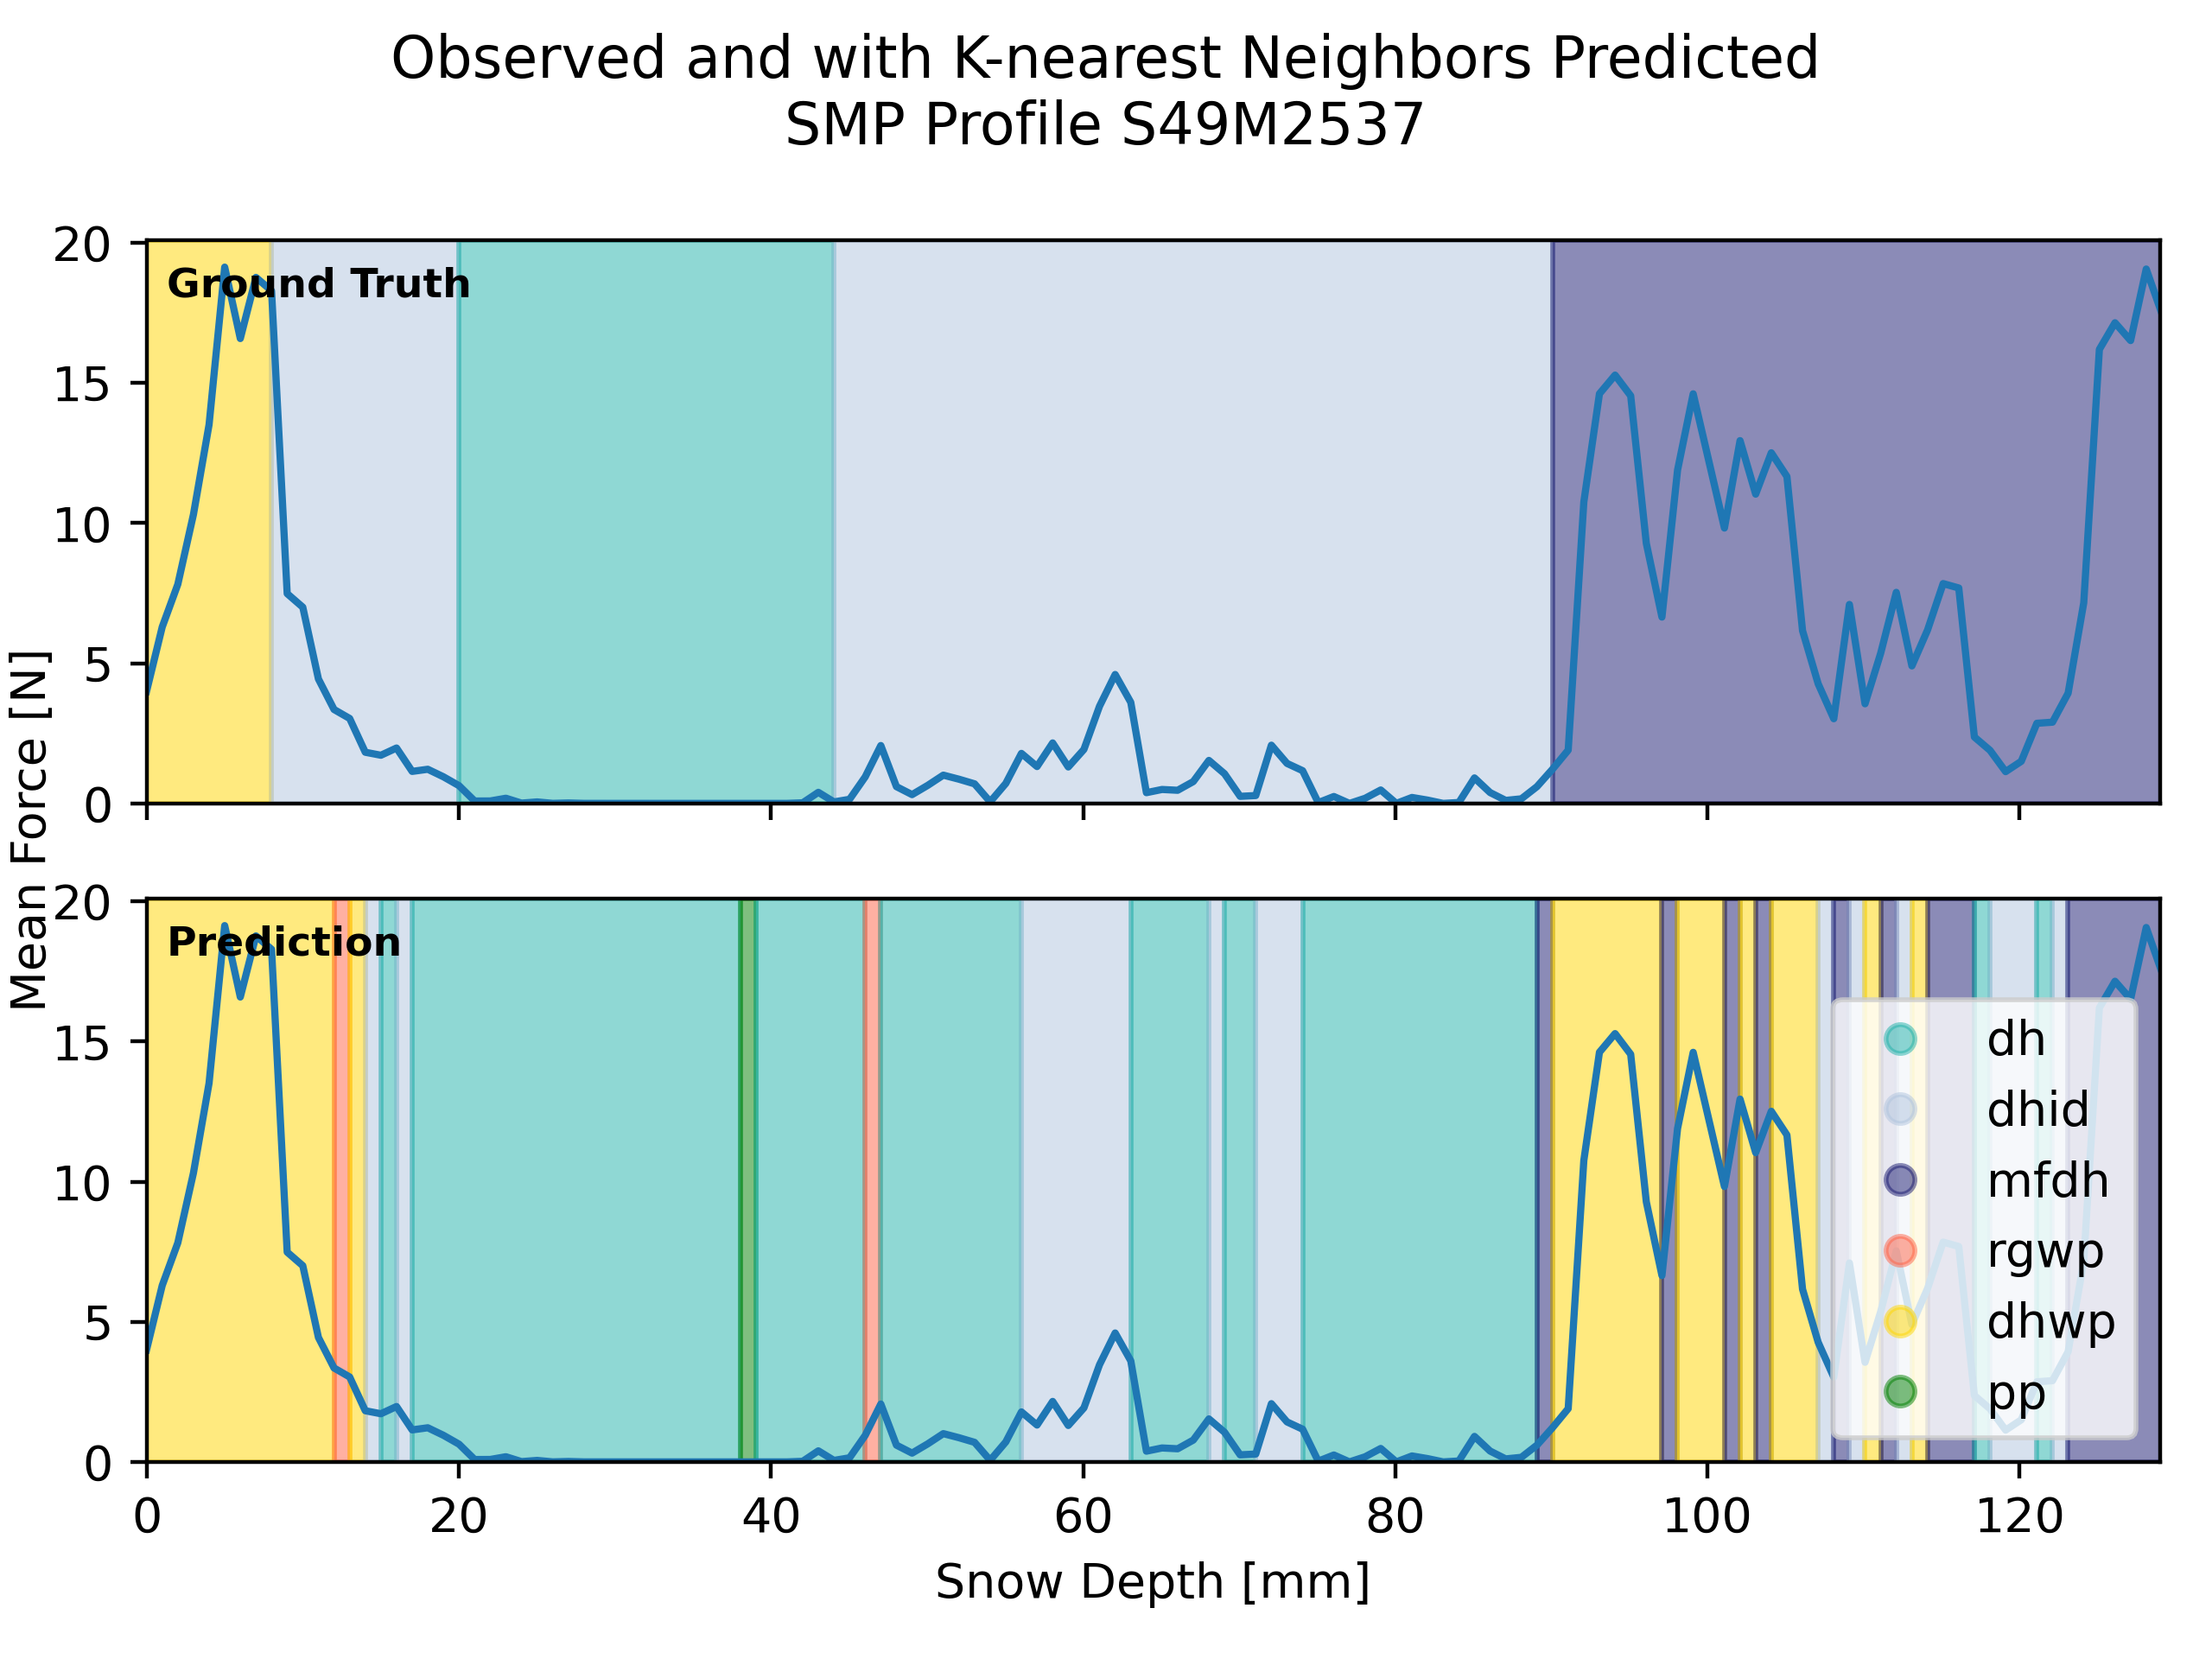 Observed and with K-nearest Neighbors Predicted
SMP Profile S49M2537
20
15
10
5
0
Ground Truth
Mean Force [N]
20
15
10
5
0
Prediction
dh
dhid
mfdh
rgwp
dhwp
pp
0 20 40 60 80 100 120
Snow Depth [mm]